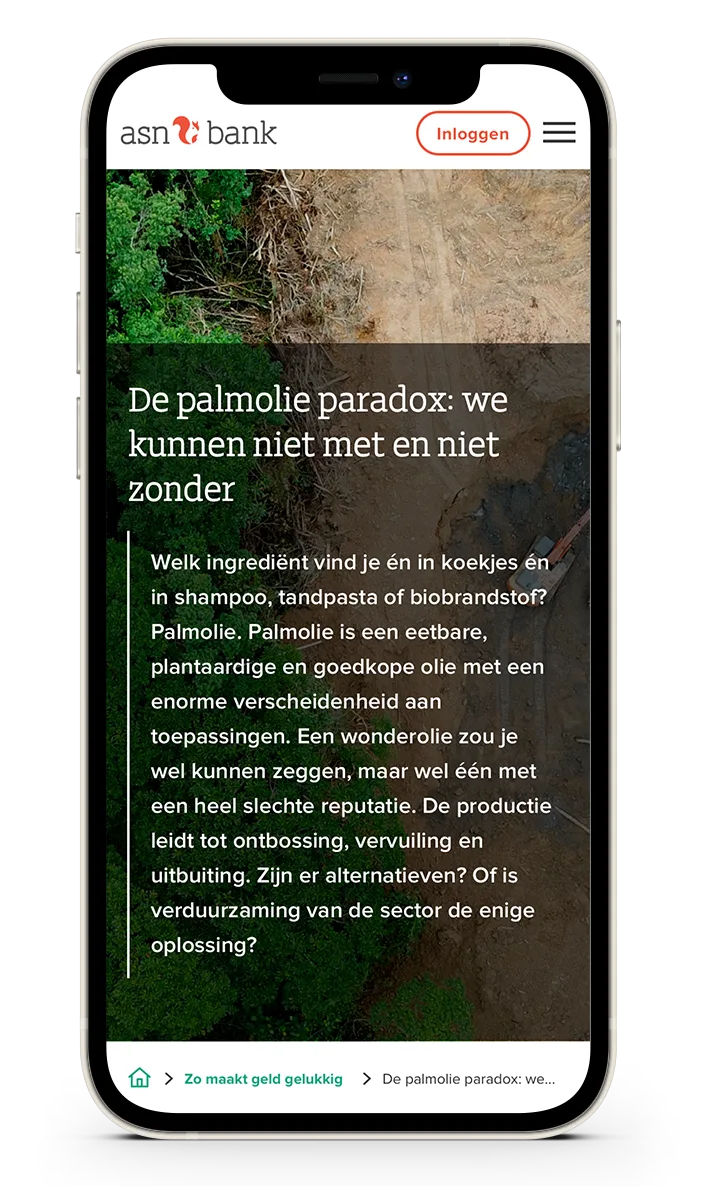 asn bank
Inloggen
De palmolie paradox: we
kunnen niet met en niet
zonder
Welk ingrediënt vind je én in koekjes én
in shampoo, tandpasta of biobrandstof?
Palmolie. Palmolie is een eetbare,
plantaardige en goedkope olie met een
enorme verscheidenheid aan
toepassingen. Een wonderolie zou je
wel kunnen zeggen, maar wel één met
een heel slechte reputatie. De productie
leidt tot ontbossing, vervuiling en
uitbuiting. Zijn er alternatieven? Of is
verduurzaming van de sector de enige
oplossing?
Zo maakt geld gelukkig > De palmolie paradox: we...